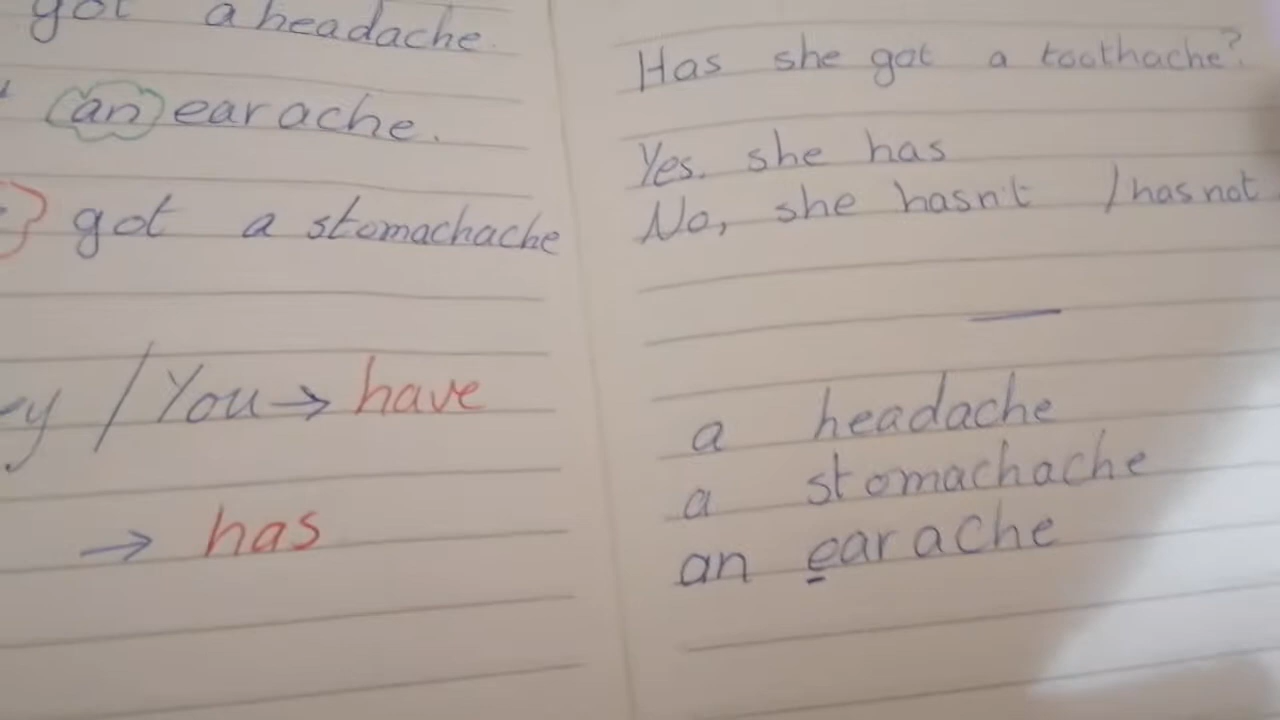 got a headache.
an earache.
got a stomachache
/ You → have
→ has
Has she got a toothache?
Yes. she has
No, she hasn't / has not
a headache
a stomachache
an earache